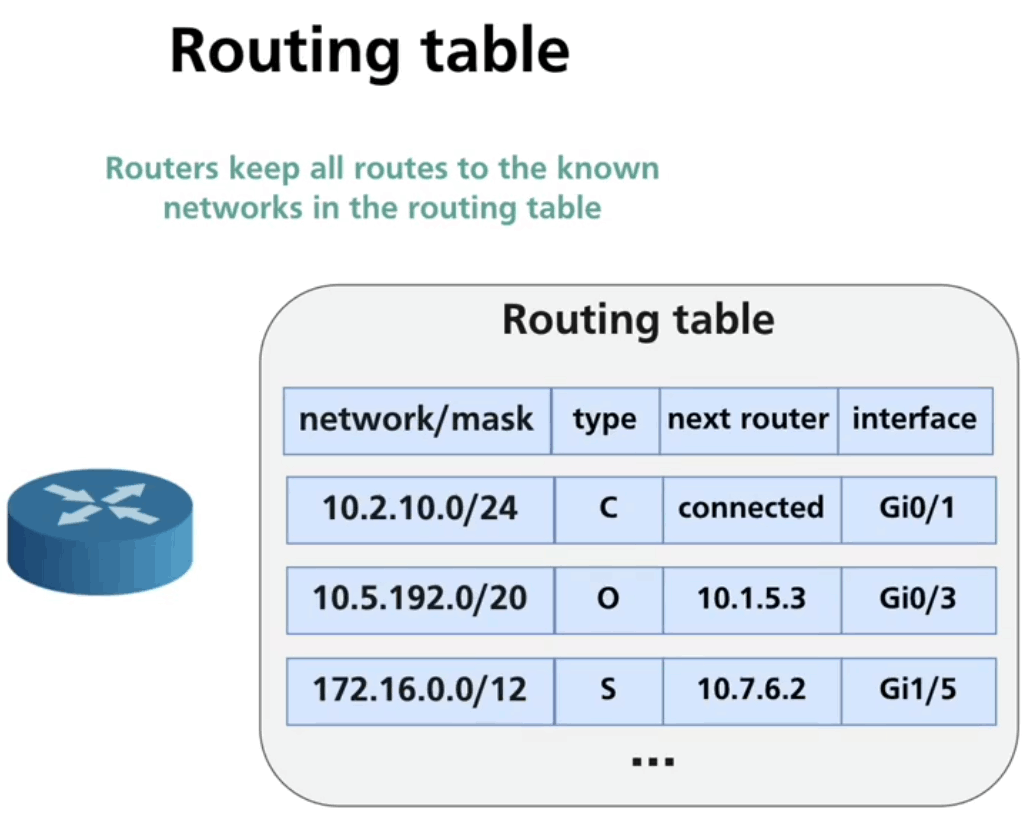 Routing table
Routers keep all routes to the known
networks in the routing table
Routing table
network/mask type next router interface
10.2.10.0/24 C connected Gi0/1
10.5.192.0/20 O 10.1.5.3 Gi0/3
172.16.0.0/12 S 10.7.6.2 Gi1/5
...